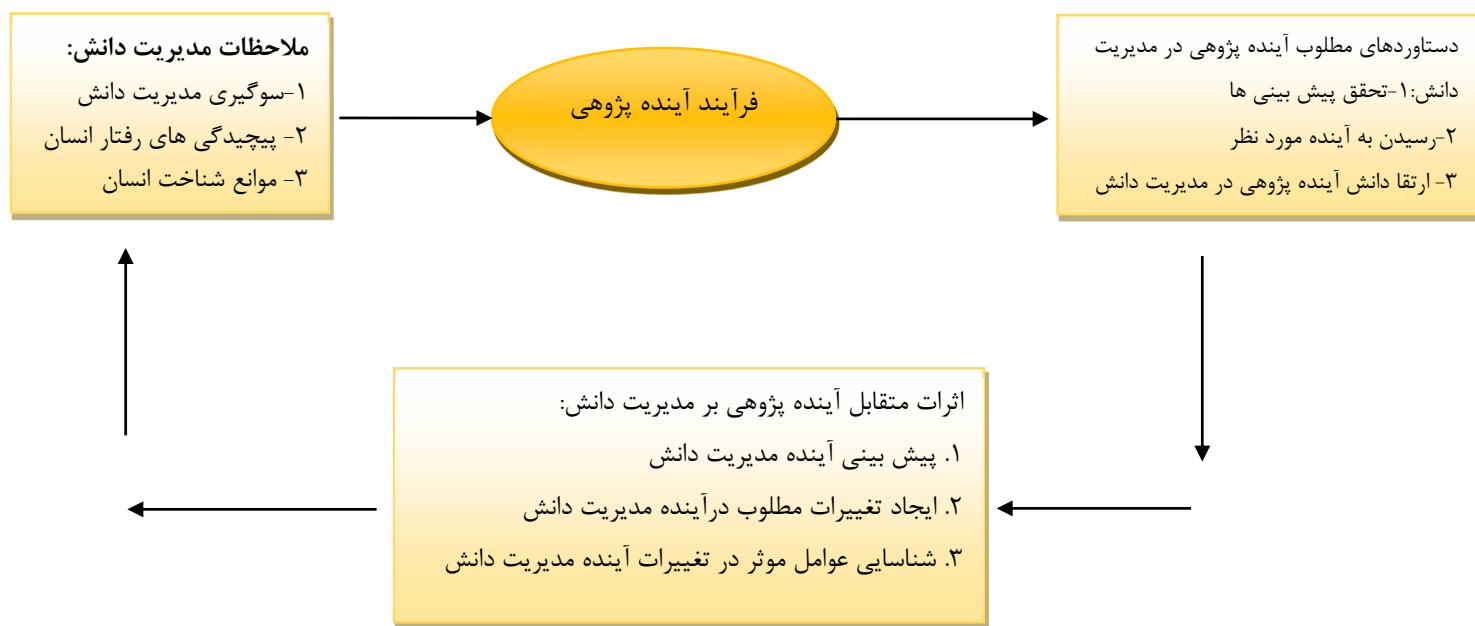 ملاحظات مدیریت دانش:
۱-سوگیری مدیریت دانش
۲- پیچیدگی های رفتار انسان
۳- موانع شناخت انسان
فرآیند آینده پژوهی
دستاوردهای مطلوب آینده پژوهی در مدیریت
دانش:۱-تحقق پیش بینی ها
۲-رسیدن به آینده مورد نظر
۳- ارتقا دانش آینده پژوهی در مدیریت دانش
اثرات متقابل آینده پژوهی بر مدیریت دانش:
۱. پیش بینی آینده مدیریت دانش
۲. ایجاد تغییرات مطلوب درآینده مدیریت دانش
۳. شناسایی عوامل موثر در تغییرات آینده مدیریت دانش